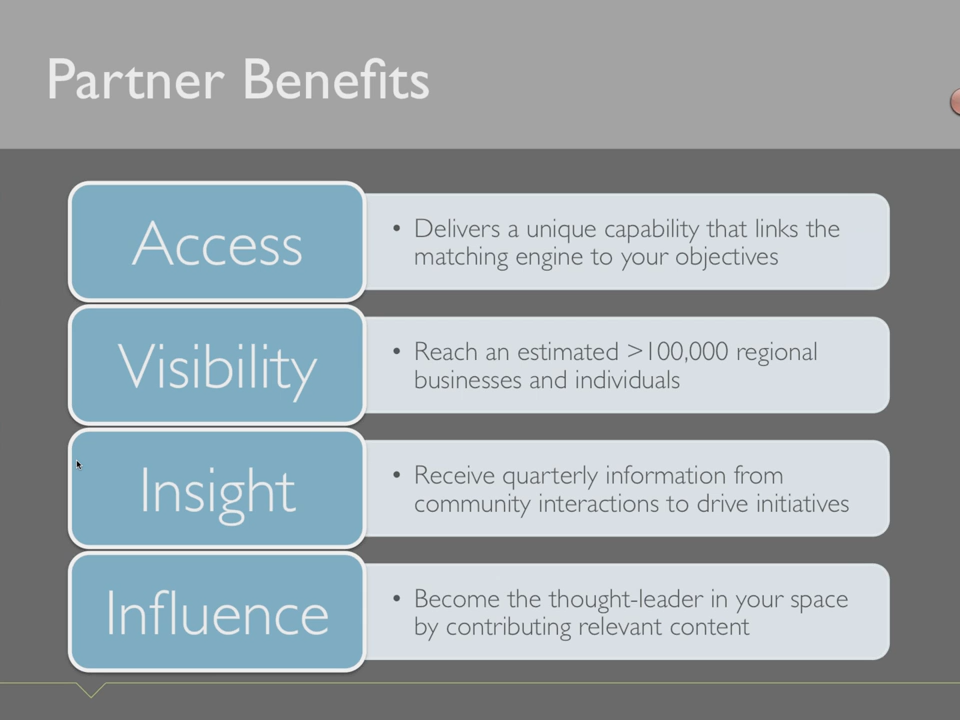 Partner Benefits
Access
• Delivers a unique capability that links the
matching engine to your objectives
Visibility
• Reach an estimated >100,000 regional
businesses and individuals
Insight
• Receive quarterly information from
community interactions to drive initiatives
Influence
• Become the thought-leader in your space
by contributing relevant content